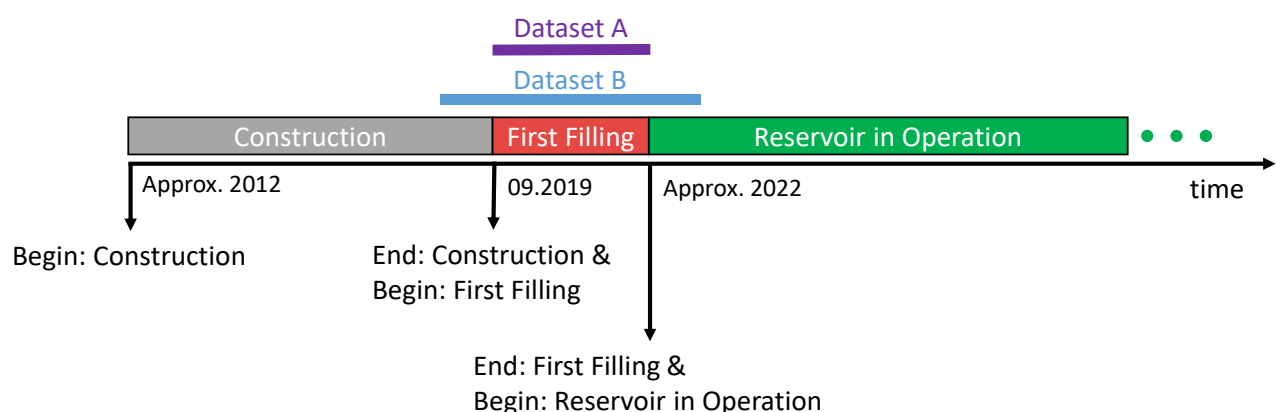 Dataset A
Dataset B
Construction
First Filling
Reservoir in Operation
Approx. 2012
09.2019
Approx. 2022
time
Begin: Construction
End: Construction &
Begin: First Filling
End: First Filling &
Begin: Reservoir in Operation